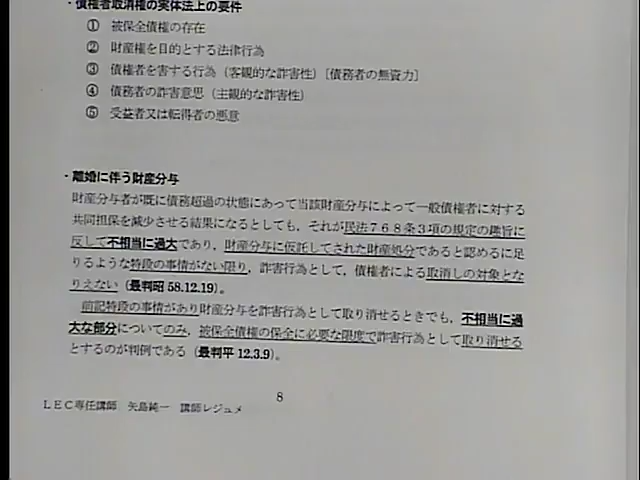 ・債権者取消権の実体法上の要件
① 被保全債権の存在
② 財産権を目的とする法律行為
③ 債権者を害する行為（客観的な詐害性）［債務者の無資力］
④ 債務者の詐害意思（主観的な詐害性）
⑤ 受益者又は転得者の悪意
・離婚に伴う財産分与
財産分与者が既に債務超過の状態にあって当該財産分与によって一般債権者に対する
共同担保を減少させる結果になるとしても，それが民法７６８条３項の規定の趣旨に
反して不相当に過大であり，財産分与に仮託してされた財産処分であると認めるに足
りるような特段の事情がない限り，詐害行為として，債権者による取消しの対象とな
りえない（最判昭 58.12.19）。
前記特段の事情があり財産分与を詐害行為として取り消せるときでも，不相当に過
大な部分についてのみ，被保全債権の保全に必要な限度で詐害行為として取り消せる
とするのが判例である（最判平 12.3.9）。
8
ＬＥＣ専任講師 矢島純一 講師レジュメ